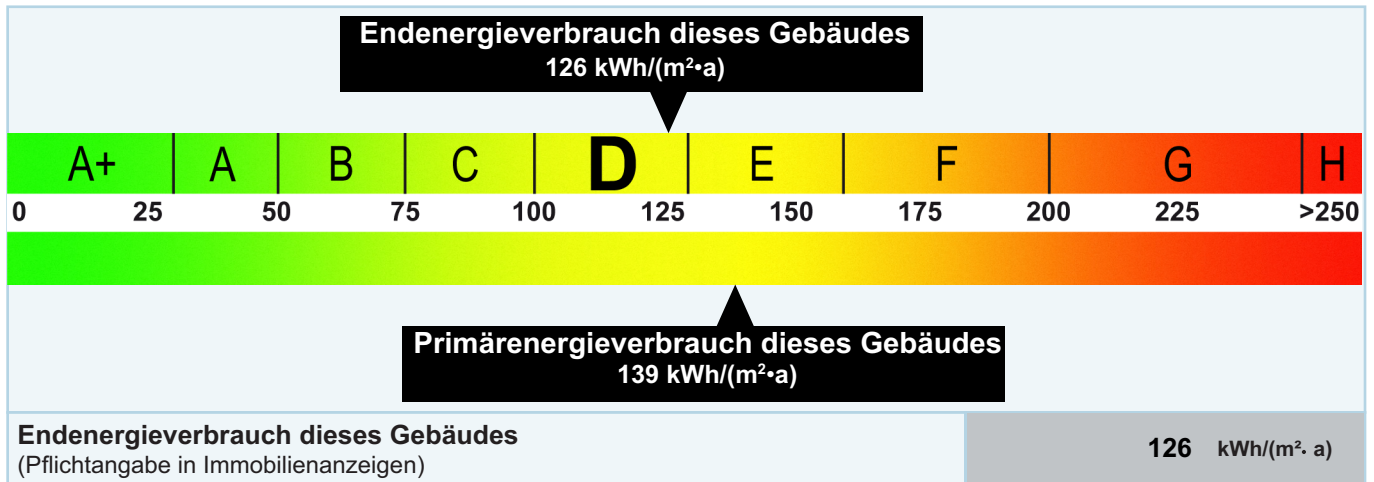 Endenergieverbrauch dieses Gebäudes
126 kWh/(m²•a)
A+ A B C D E F G H
0 25 50 75 100 125 150 175 200 225 >250
Primärenergieverbrauch dieses Gebäudes
139 kWh/(m²•a)
Endenergieverbrauch dieses Gebäudes
(Pflichtangabe in Immobilienanzeigen)
126 kWh/(m²· a)